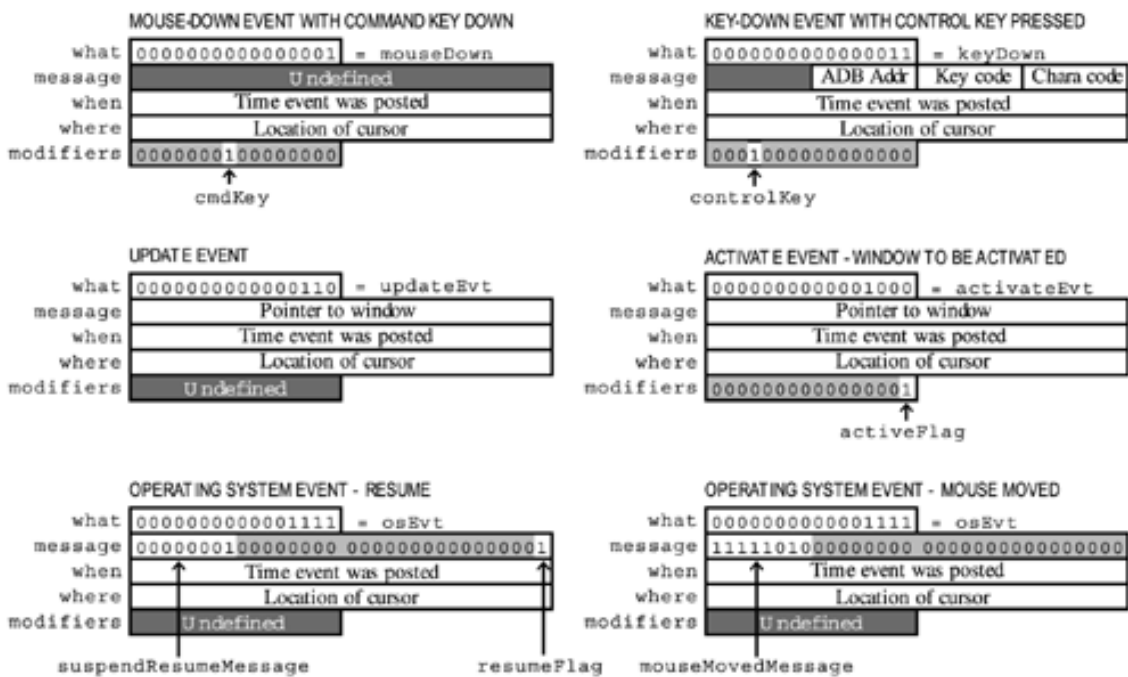 MOUSE-DOWN EVENT WITH COMMAND KEY DOWN
what 0000000000000001 = mouseDown
message Undefined
when Time event was posted
where Location of cursor
modifiers 0000000100000000
cmdKey
KEY-DOWN EVENT WITH CONTROL KEY PRESSED
what 0000000000000011 = keyDown
message ADB Addr Key code Chara code
when Time event was posted
where Location of cursor
modifiers 0001000000000000
controlKey
UPDATE EVENT
what 0000000000000110 = updateEvt
message Pointer to window
when Time event was posted
where Location of cursor
modifiers Undefined
ACTIVATE EVENT - WINDOW TO BE ACTIVATED
what 0000000000001000 = activateEvt
message Pointer to window
when Time event was posted
where Location of cursor
modifiers 0000000000000001
activeFlag
OPERATING SYSTEM EVENT - RESUME
what 0000000000001111 = osEvt
message 0000000100000000 0000000000000001
when Time event was posted
where Location of cursor
modifiers Undefined
suspendResumeMessage resumeFlag
OPERATING SYSTEM EVENT - MOUSE MOVED
what 0000000000001111 = osEvt
message 1111101000000000 0000000000000000
when Time event was posted
where Location of cursor
modifiers Undefined
mouseMovedMessage